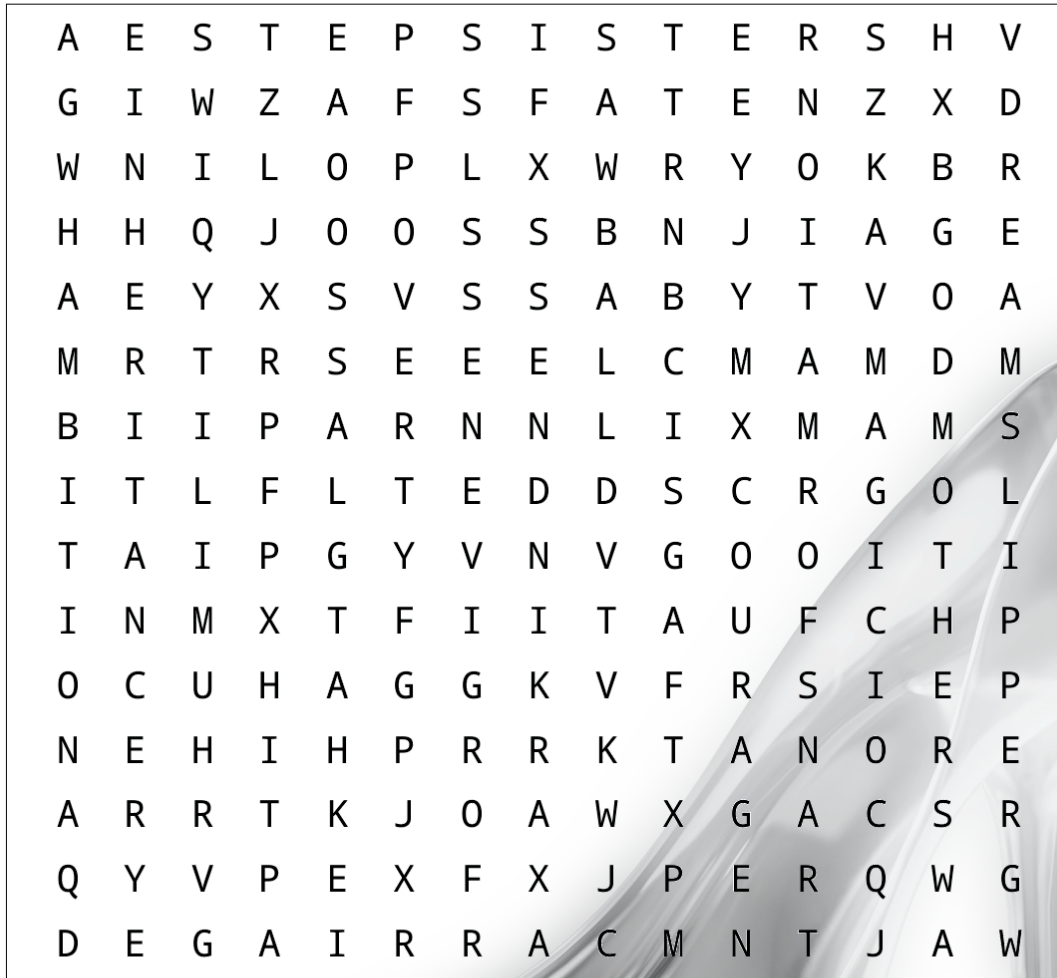 A E S T E P S I S T E R S H V
G I W Z A F S F A T E N Z X D
W N I L O P L X W R Y O K B R
H H Q J O O S S B N J I A G E
A E Y X S V S S A B Y T V O A
M R T R S E E E L C M A M D M
B I I P A R N N L I X M A M S
I T L F L T E D D S C R G O L
T A I P G Y V N V G O O I T I
I N M X T F I I T A U F C H P
O C U H A G G K V F R S I E P
N E H I H P R R K T A N O R E
A R R T K J O A W X G A C S R
Q Y V P E X F X J P E R Q W G
D E G A I R R A C M N T J A W